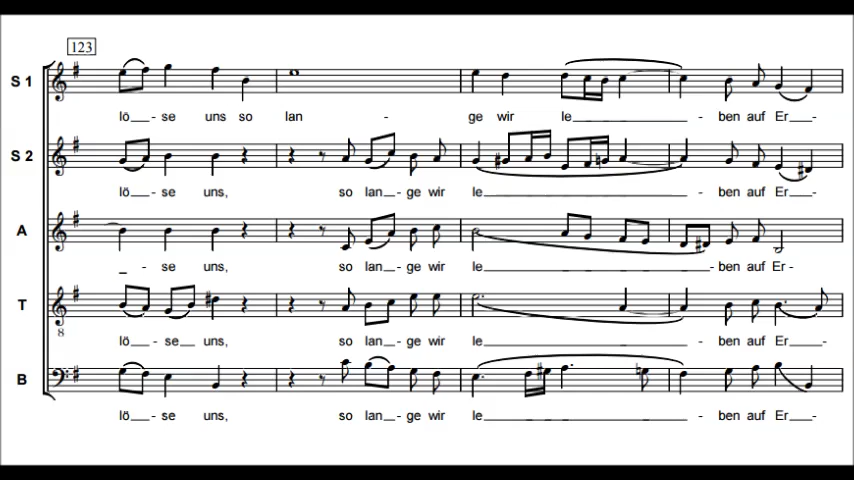 123
S 1
lö - se uns so lan - ge wir le - ben auf Er -
S 2
lö - se uns, so lan - ge wir le - ben auf Er -
A
- se uns, so lan - ge wir le - ben auf Er -
T
8
lö - se uns, so lan - ge wir le - ben auf Er -
B
lö - se uns, so lan - ge wir le - ben auf Er -